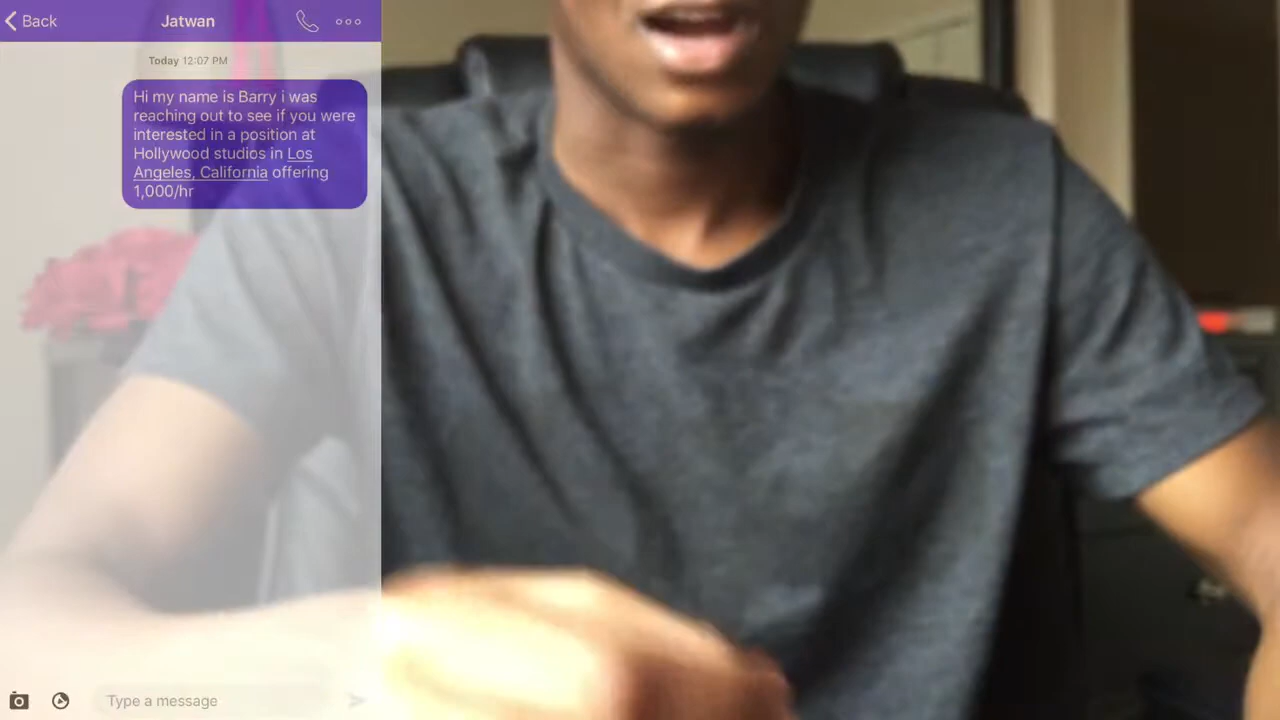 Back
Jatwan
Today 12:07 PM
Hi my name is Barry i was
reaching out to see if you were
interested in a position at
Hollywood studios in Los
Angeles, California offering
1,000/hr
Type a message